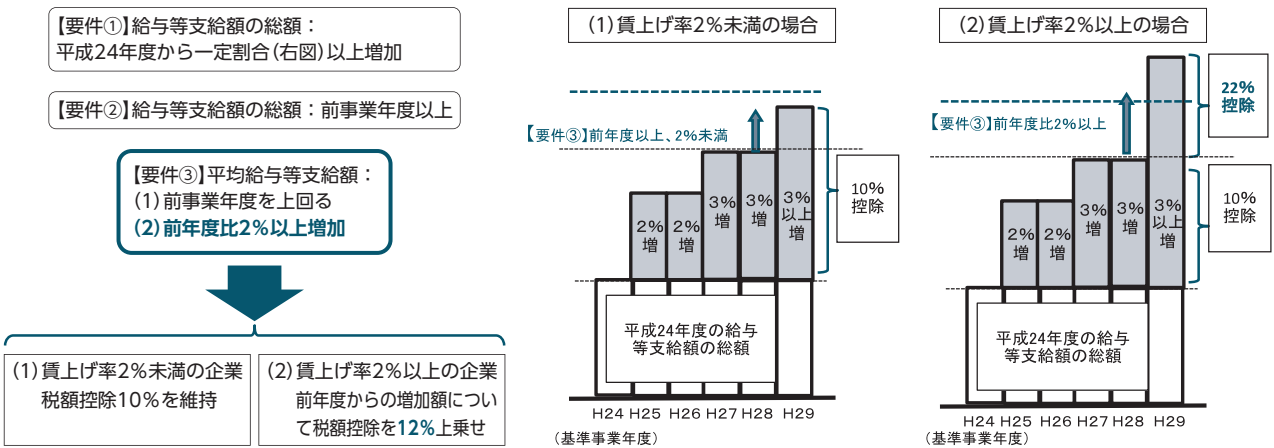 【要件①】給与等支給額の総額：
平成24年度から一定割合（右図）以上増加
【要件②】給与等支給額の総額：前事業年度以上
【要件③】平均給与等支給額：
(1)前事業年度を上回る
(2)前年度比2％以上増加
(1)賃上げ率2％未満の企業
税額控除10％を維持
(2)賃上げ率2％以上の企業
前年度からの増加額につい
て税額控除を12％上乗せ
(1)賃上げ率2％未満の場合
【要件③】前年度以上、2％未満
2％
増
2％
増
3％
増
3％
増
3％
以上
増
10％
控除
平成24年度の給与
等支給額の総額
H24 H25 H26 H27 H28 H29
（基準事業年度）
(2)賃上げ率2％以上の場合
【要件③】前年度比2％以上
2％
増
2％
増
3％
増
3％
増
3％
以上
増
22％
控除
10％
控除
平成24年度の給与
等支給額の総額
H24 H25 H26 H27 H28 H29
（基準事業年度）